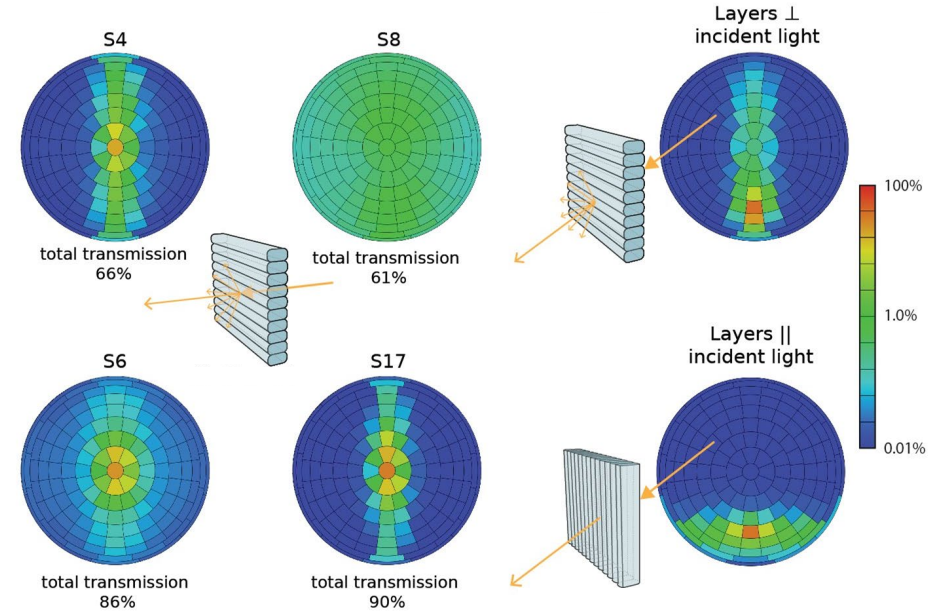 S4
S8
Layers ⊥
incident light
total transmission
66%
total transmission
61%
100%
1.0%
0.01%
S6
S17
Layers ||
incident light
total transmission
86%
total transmission
90%